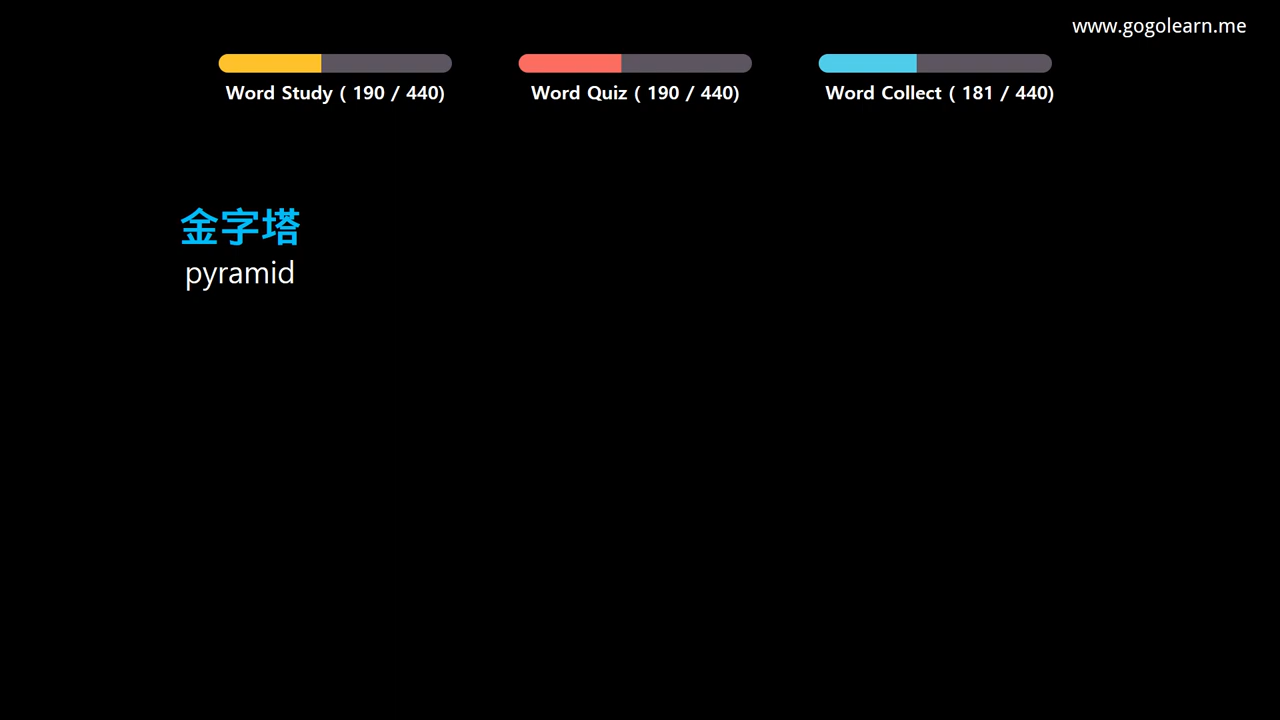 www.gogolearn.me
Word Study ( 190 / 440)
Word Quiz ( 190 / 440)
Word Collect ( 181 / 440)
金字塔
pyramid